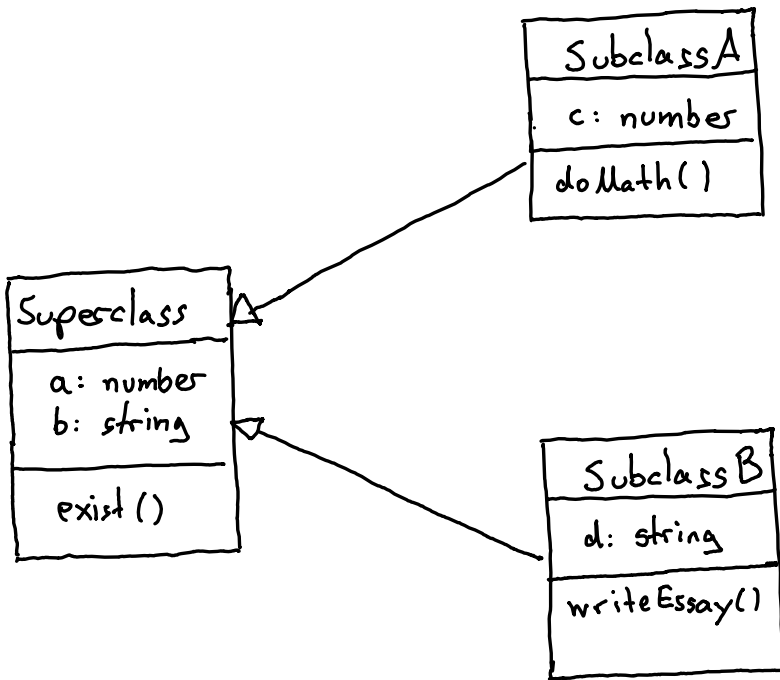 SubclassA
c: number
doMath()
Superclass
a: number
b: string
exist()
SubclassB
d: string
writeEssay()